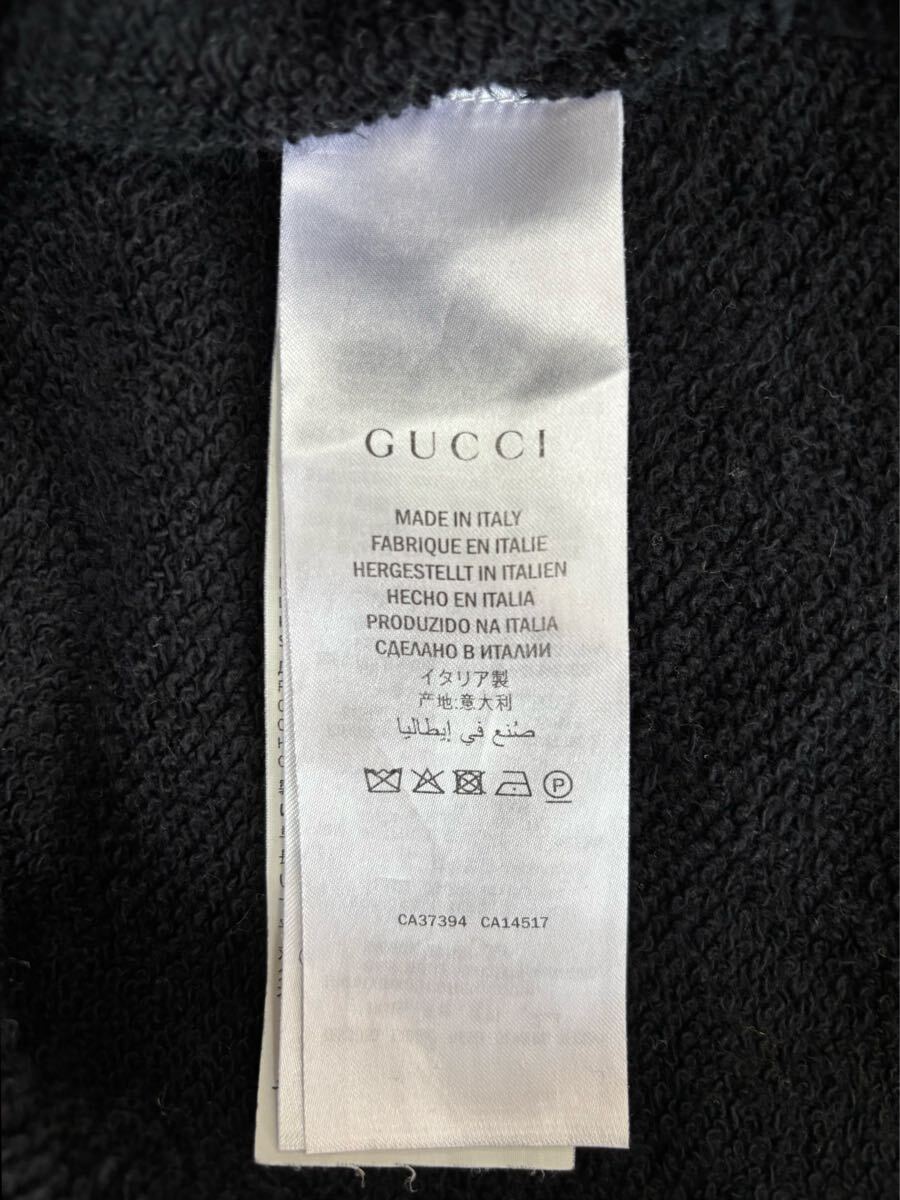 GUCCI
MADE IN ITALY
FABRIQUE EN ITALIE
HERGESTELLT IN ITALIEN
HECHO EN ITALIA
PRODUZIDO NA ITALIA
СДЕЛАНО В ИТАЛИИ
イタリア製
产地:意大利
صُنع في إيطاليا
P
CA37394 CA14517